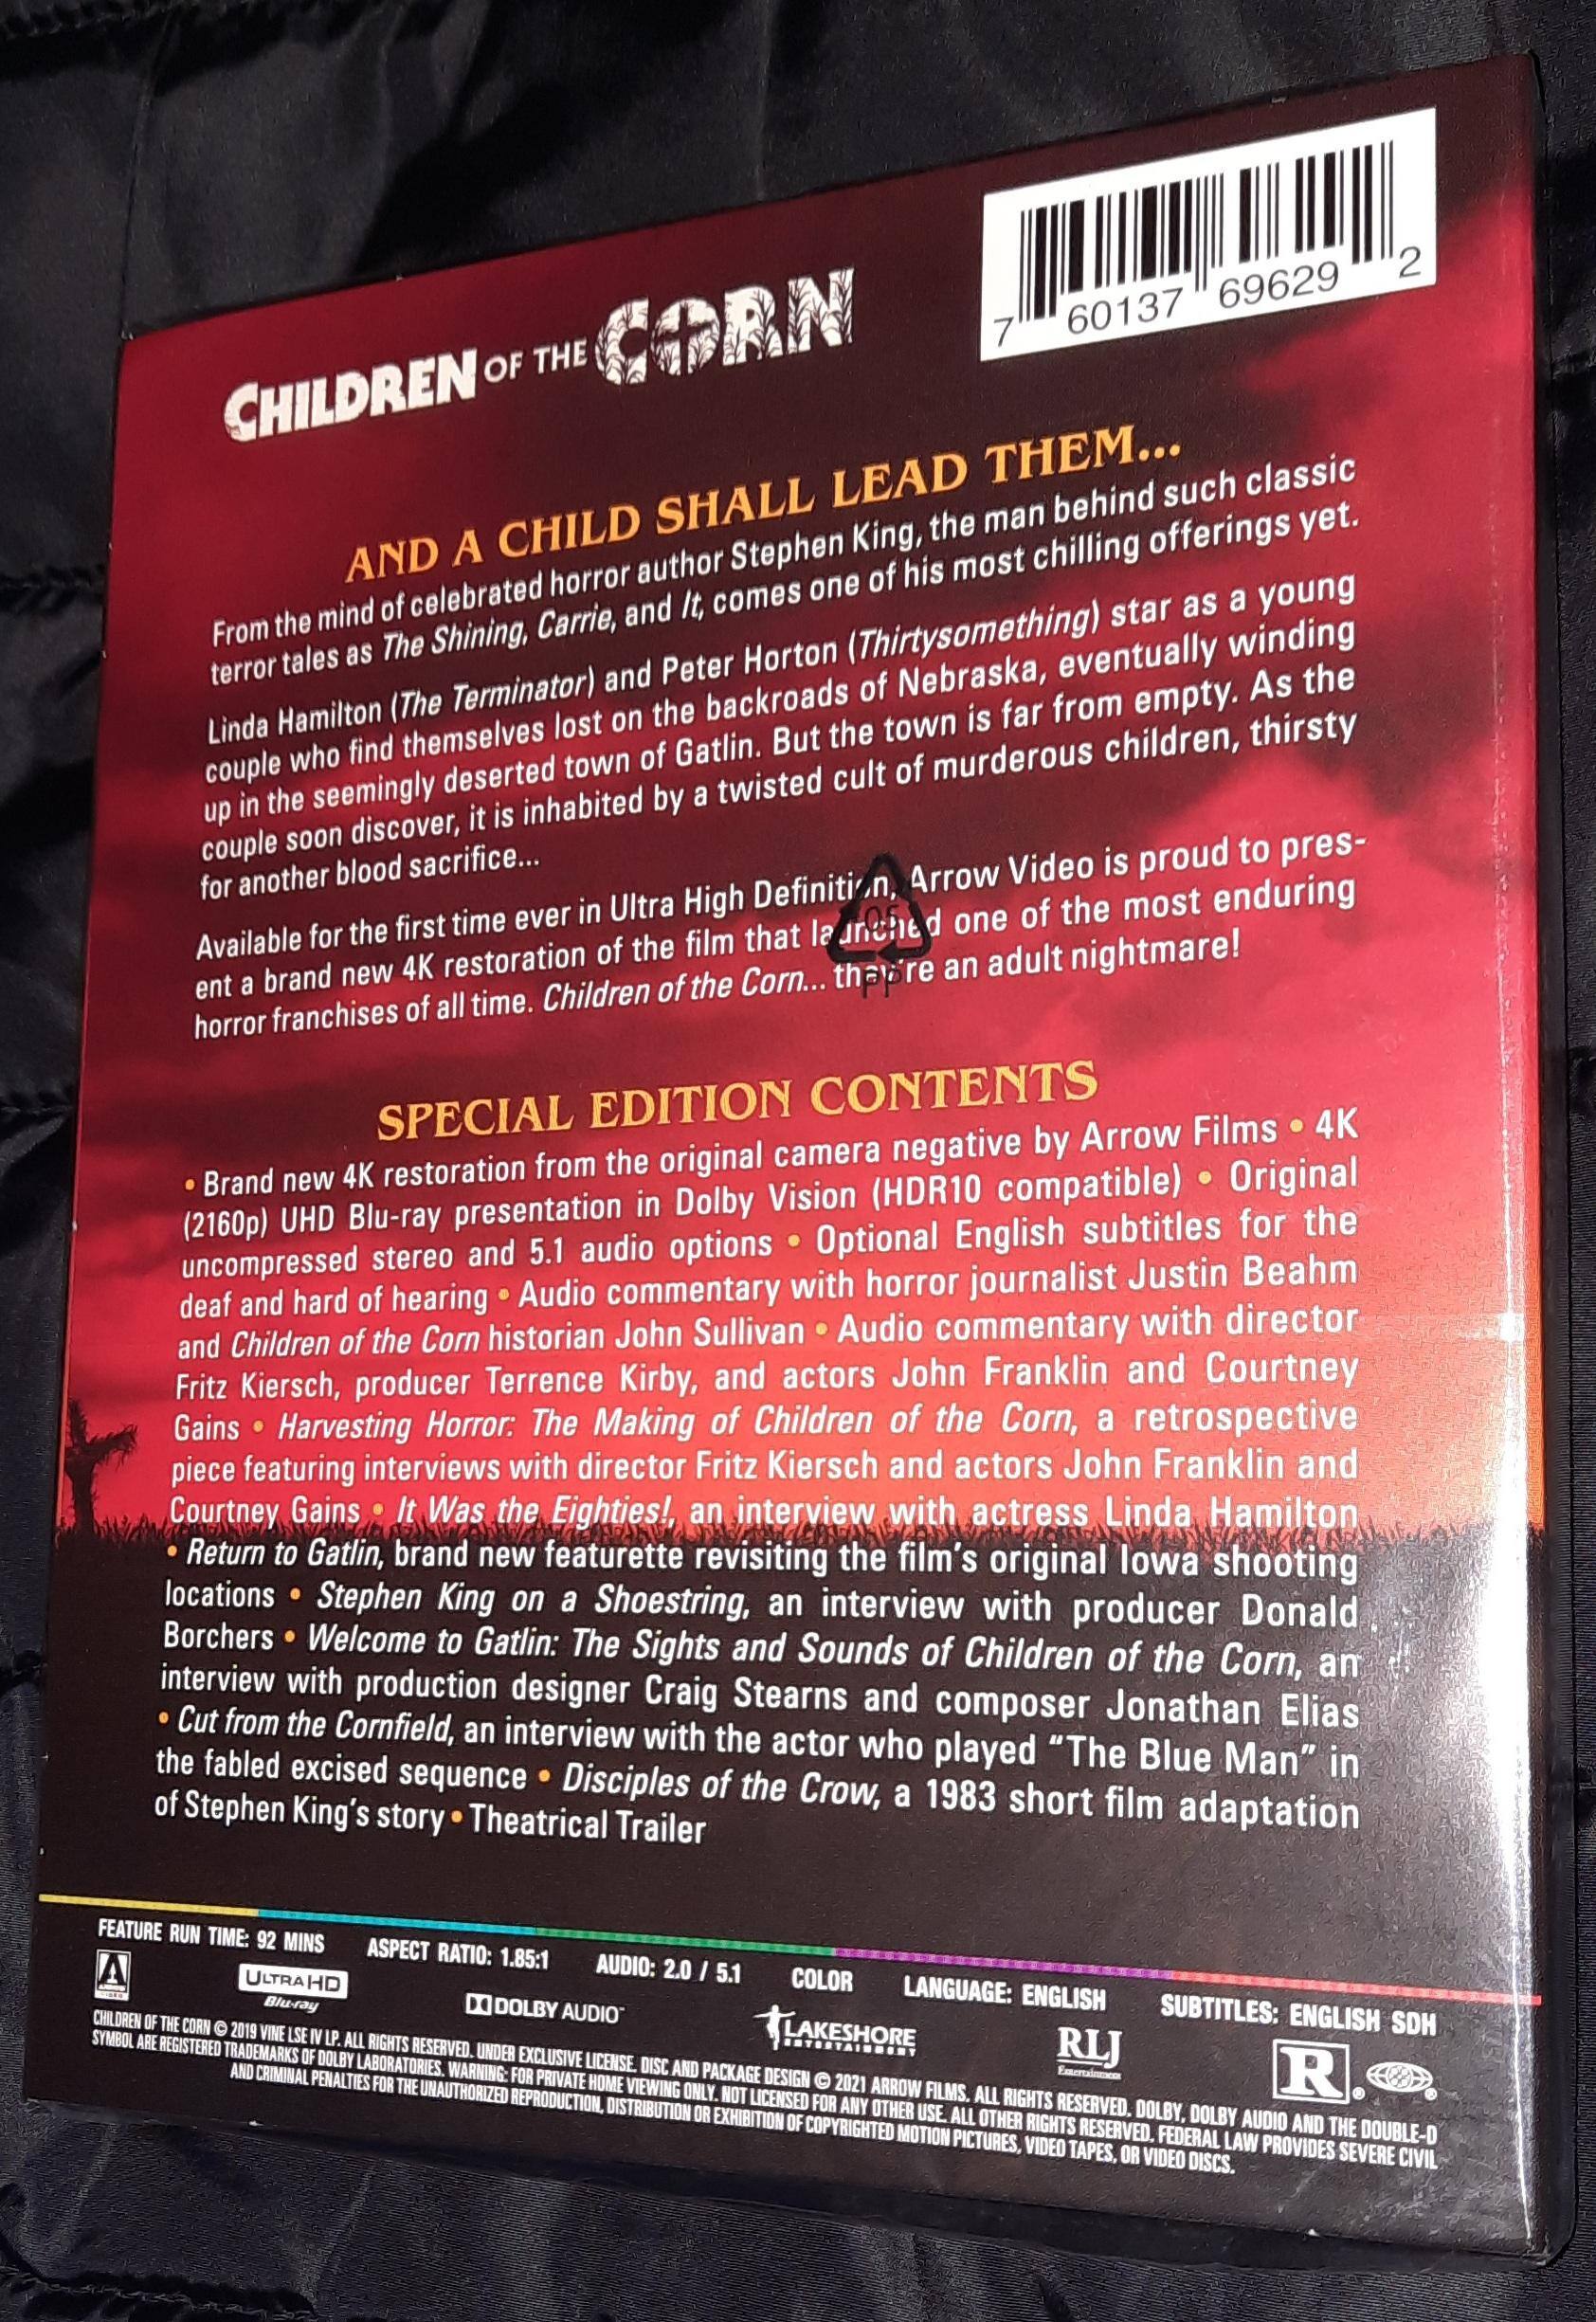 7 60137 69629 2
CHILDREN OF THE CORN
AND A CHILD SHALL LEAD THEM...
From the mind of celebrated horror author Stephen King, the man behind such classic
terror tales as The Shining, Carrie, and It, comes one of his most chilling offerings yet.
Linda Hamilton (The Terminator) and Peter Horton (Thirtysomething) star as a young
couple who find themselves lost on the backroads of Nebraska, eventually winding
up in the seemingly deserted town of Gatlin. But the town is far from empty. As the
couple soon discover, it is inhabited by a twisted cult of murderous children, thirsty
for another blood sacrifice...
Available for the first time ever in Ultra High Definition, Arrow Video is proud to pres-
ent a brand new 4K restoration of the film that launched one of the most enduring
horror franchises of all time. Children of the Corn... they're an adult nightmare!
05
PP
SPECIAL EDITION CONTENTS
• Brand new 4K restoration from the original camera negative by Arrow Films • 4K
(2160p) UHD Blu-ray presentation in Dolby Vision (HDR10 compatible) • Original
uncompressed stereo and 5.1 audio options • Optional English subtitles for the
deaf and hard of hearing • Audio commentary with horror journalist Justin Beahm
and Children of the Corn historian John Sullivan • Audio commentary with director
Fritz Kiersch, producer Terrence Kirby, and actors John Franklin and Courtney
Gains • Harvesting Horror: The Making of Children of the Corn, a retrospective
piece featuring interviews with director Fritz Kiersch and actors John Franklin and
Courtney Gains • It Was the Eighties!, an interview with actress Linda Hamilton
• Return to Gatlin, brand new featurette revisiting the film's original Iowa shooting
locations • Stephen King on a Shoestring, an interview with producer Donald
Borchers • Welcome to Gatlin: The Sights and Sounds of Children of the Corn, an
interview with production designer Craig Stearns and composer Jonathan Elias
• Cut from the Cornfield, an interview with the actor who played "The Blue Man" in
the fabled excised sequence • Disciples of the Crow, a 1983 short film adaptation
of Stephen King's story • Theatrical Trailer
FEATURE RUN TIME: 92 MINS ASPECT RATIO: 1.85:1 AUDIO: 2.0 / 5.1 COLOR LANGUAGE: ENGLISH SUBTITLES: ENGLISH SDH
A ULTRA HD Blu-ray DOLBY AUDIO™ LAKESHORE ENTERTAINMENT RLJ Entertainment R ® ®
CHILDREN OF THE CORN © 2019 VINE LSE IV LP. ALL RIGHTS RESERVED. UNDER EXCLUSIVE LICENSE. DISC AND PACKAGE DESIGN © 2021 ARROW FILMS. ALL RIGHTS RESERVED. DOLBY, DOLBY AUDIO AND THE DOUBLE-D
SYMBOL ARE REGISTERED TRADEMARKS OF DOLBY LABORATORIES. WARNING: FOR PRIVATE HOME VIEWING ONLY. NOT LICENSED FOR ANY OTHER USE. ALL OTHER RIGHTS RESERVED. FEDERAL LAW PROVIDES SEVERE CIVIL
AND CRIMINAL PENALTIES FOR THE UNAUTHORIZED REPRODUCTION, DISTRIBUTION OR EXHIBITION OF COPYRIGHTED MOTION PICTURES, VIDEO TAPES, OR VIDEO DISCS.